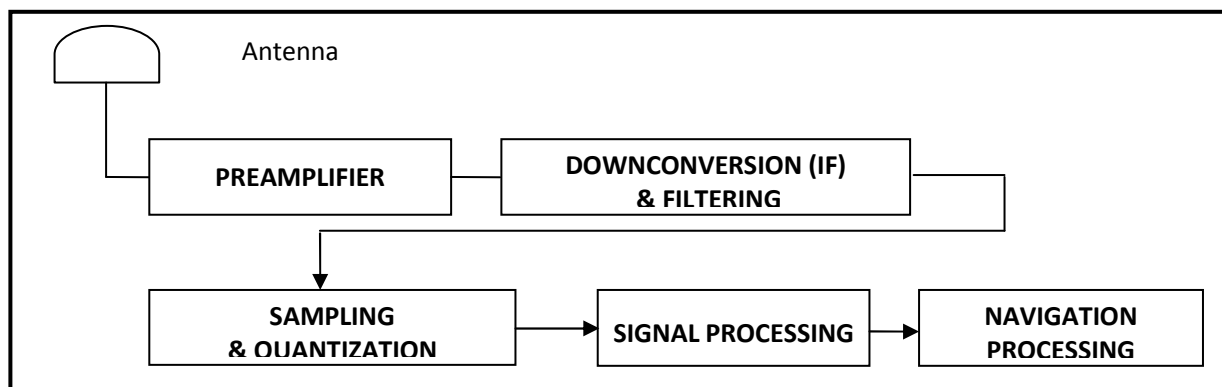 Antenna
PREAMPLIFIER
DOWNCONVERSION (IF)
& FILTERING
SAMPLING
& QUANTIZATION
SIGNAL PROCESSING
NAVIGATION
PROCESSING